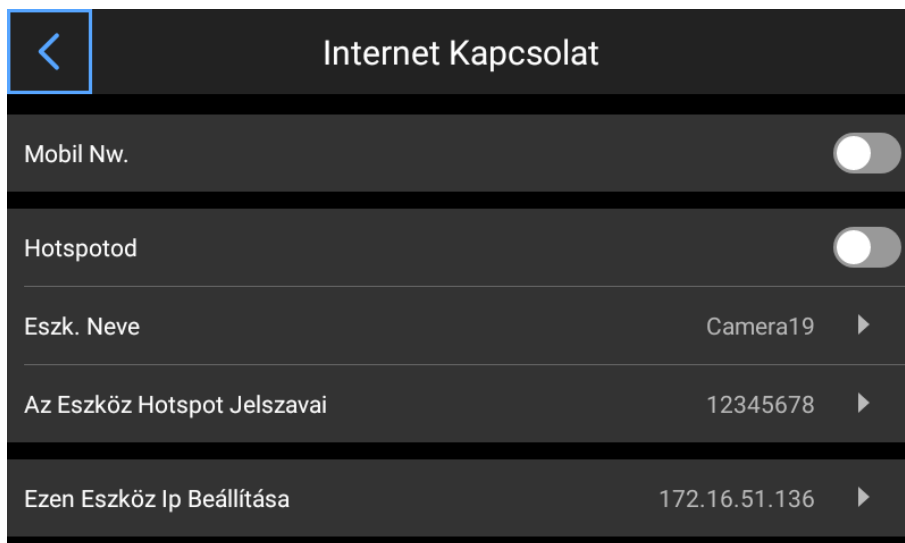 Internet Kapcsolat
Mobil Nw.
Hotspotod
Eszk. Neve Camera19
Az Eszköz Hotspot Jelszavai 12345678
Ezen Eszköz Ip Beállítása 172.16.51.136